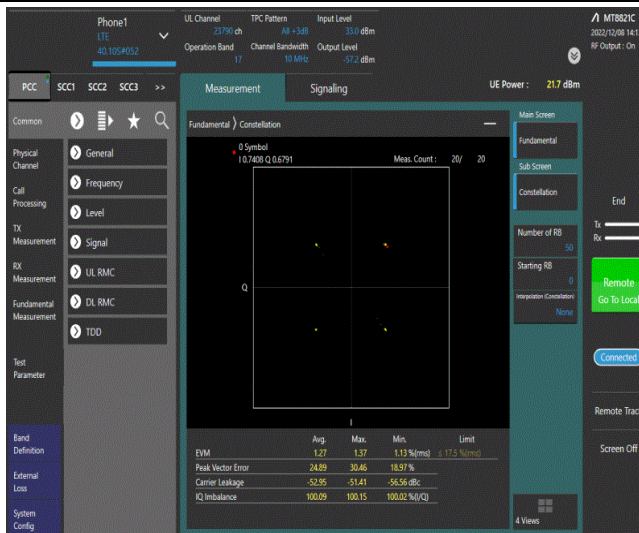 Phone1
LTE
40.10S#052
UL Channel
23790 ch
TPC Pattern
All +3dB
Input Level
33.0 dBm
Operation Band
17
Channel Bandwidth
10 MHz
Output Level
-57.2 dBm
MT8821C
2022/12/08 14:1
RF Output : On
PCC
SCC1
SCC2
SCC3
>>
Measurement
Signaling
UE Power : 21.7 dBm
Common
Physical
Channel
Call
Processing
TX
Measurement
RX
Measurement
Fundamental
Measurement
Test
Parameter
Band
Definition
External
Loss
System
Config
General
Frequency
Level
Signal
UL RMC
DL RMC
TDD
Fundamental 〉 Constellation
0 Symbol
I 0.7408 Q 0.6791
Meas. Count : 20/ 20
Q
I
Avg. Max. Min. Limit
EVM 1.27 1.37 1.13 %(rms) ≤ 17.5 %(rms)
Peak Vector Error 24.89 30.46 18.97 %
Carrier Leakage -52.95 -51.41 -56.56 dBc
IQ Imbalance 100.09 100.15 100.02 %(I/Q)
Main Screen
Fundamental
Sub Screen
Constellation
Number of RB
50
Starting RB
0
Interpolation (Constellation)
None
4 Views
End
Tx
Rx
Remote
Go To Local
Connected
Remote Trac
Screen Off